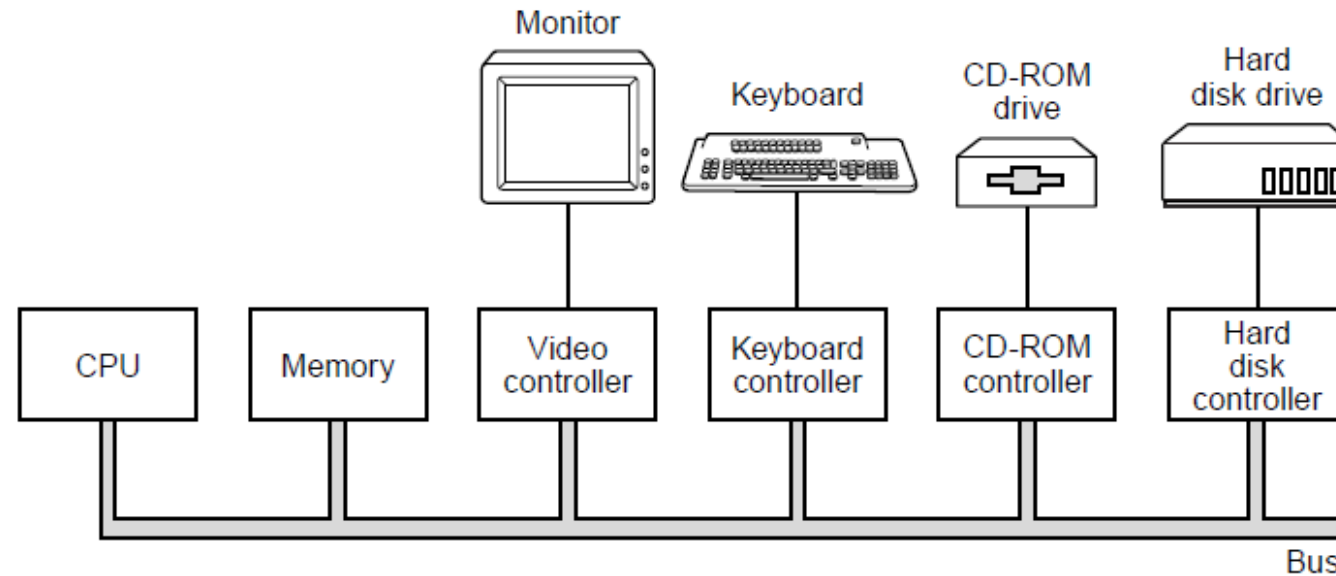 Monitor
Keyboard
CD-ROM
drive
Hard
disk drive
CPU
Memory
Video
controller
Keyboard
controller
CD-ROM
controller
Hard
disk
controller
Bus